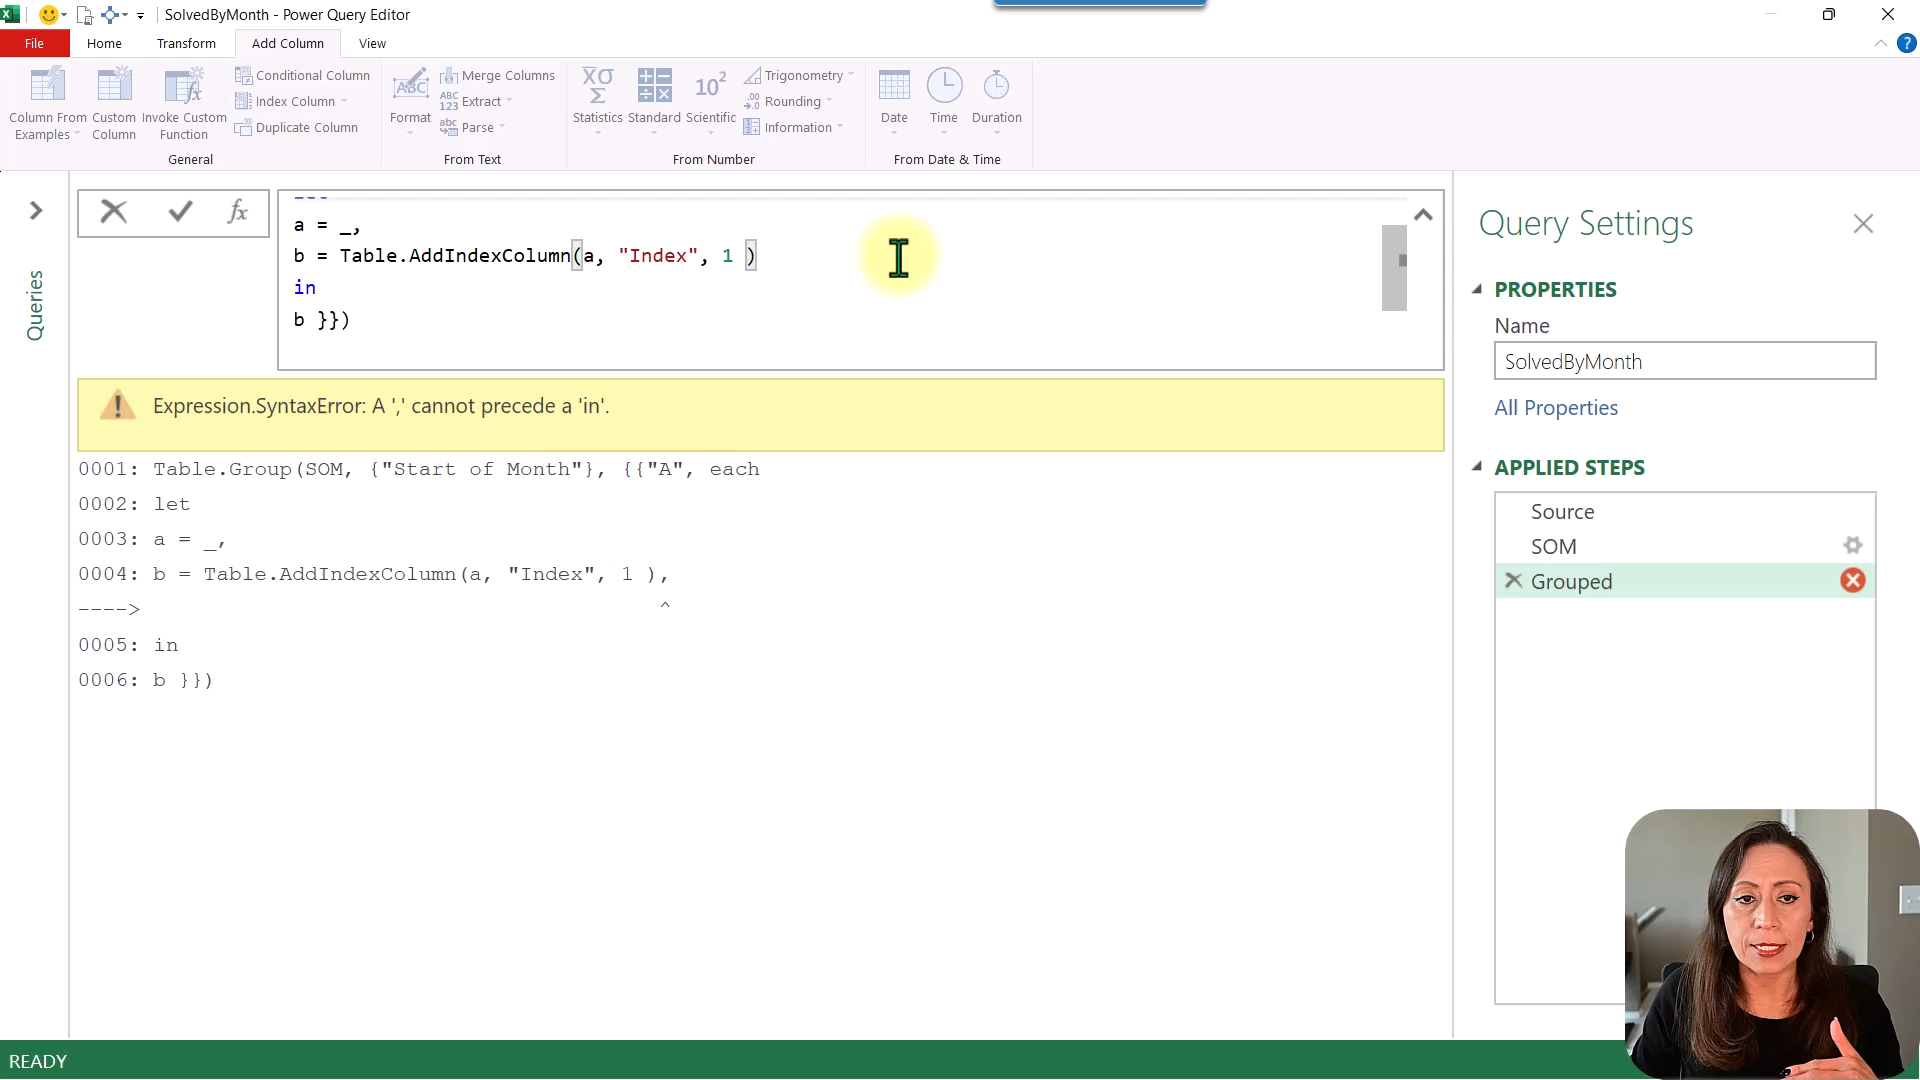 SolvedByMonth - Power Query Editor
File
Home
Transform
Add Column
View
Column From Examples
Custom Column
Invoke Custom Function
Conditional Column
Index Column
Duplicate Column
General
Format
Merge Columns
Extract
Parse
From Text
Statistics
Standard
Scientific
Trigonometry
Rounding
Information
From Number
Date
Time
Duration
From Date & Time
Queries
fx
a = _,
b = Table.AddIndexColumn(a, "Index", 1 )
in
b }})
Expression.SyntaxError: A ',' cannot precede a 'in'.
0001: Table.Group(SOM, {"Start of Month"}, {{"A", each
0002: let
0003: a = _,
0004: b = Table.AddIndexColumn(a, "Index", 1 ),
----> ^
0005: in
0006: b }})
Query Settings
PROPERTIES
Name
SolvedByMonth
All Properties
APPLIED STEPS
Source
SOM
Grouped
READY